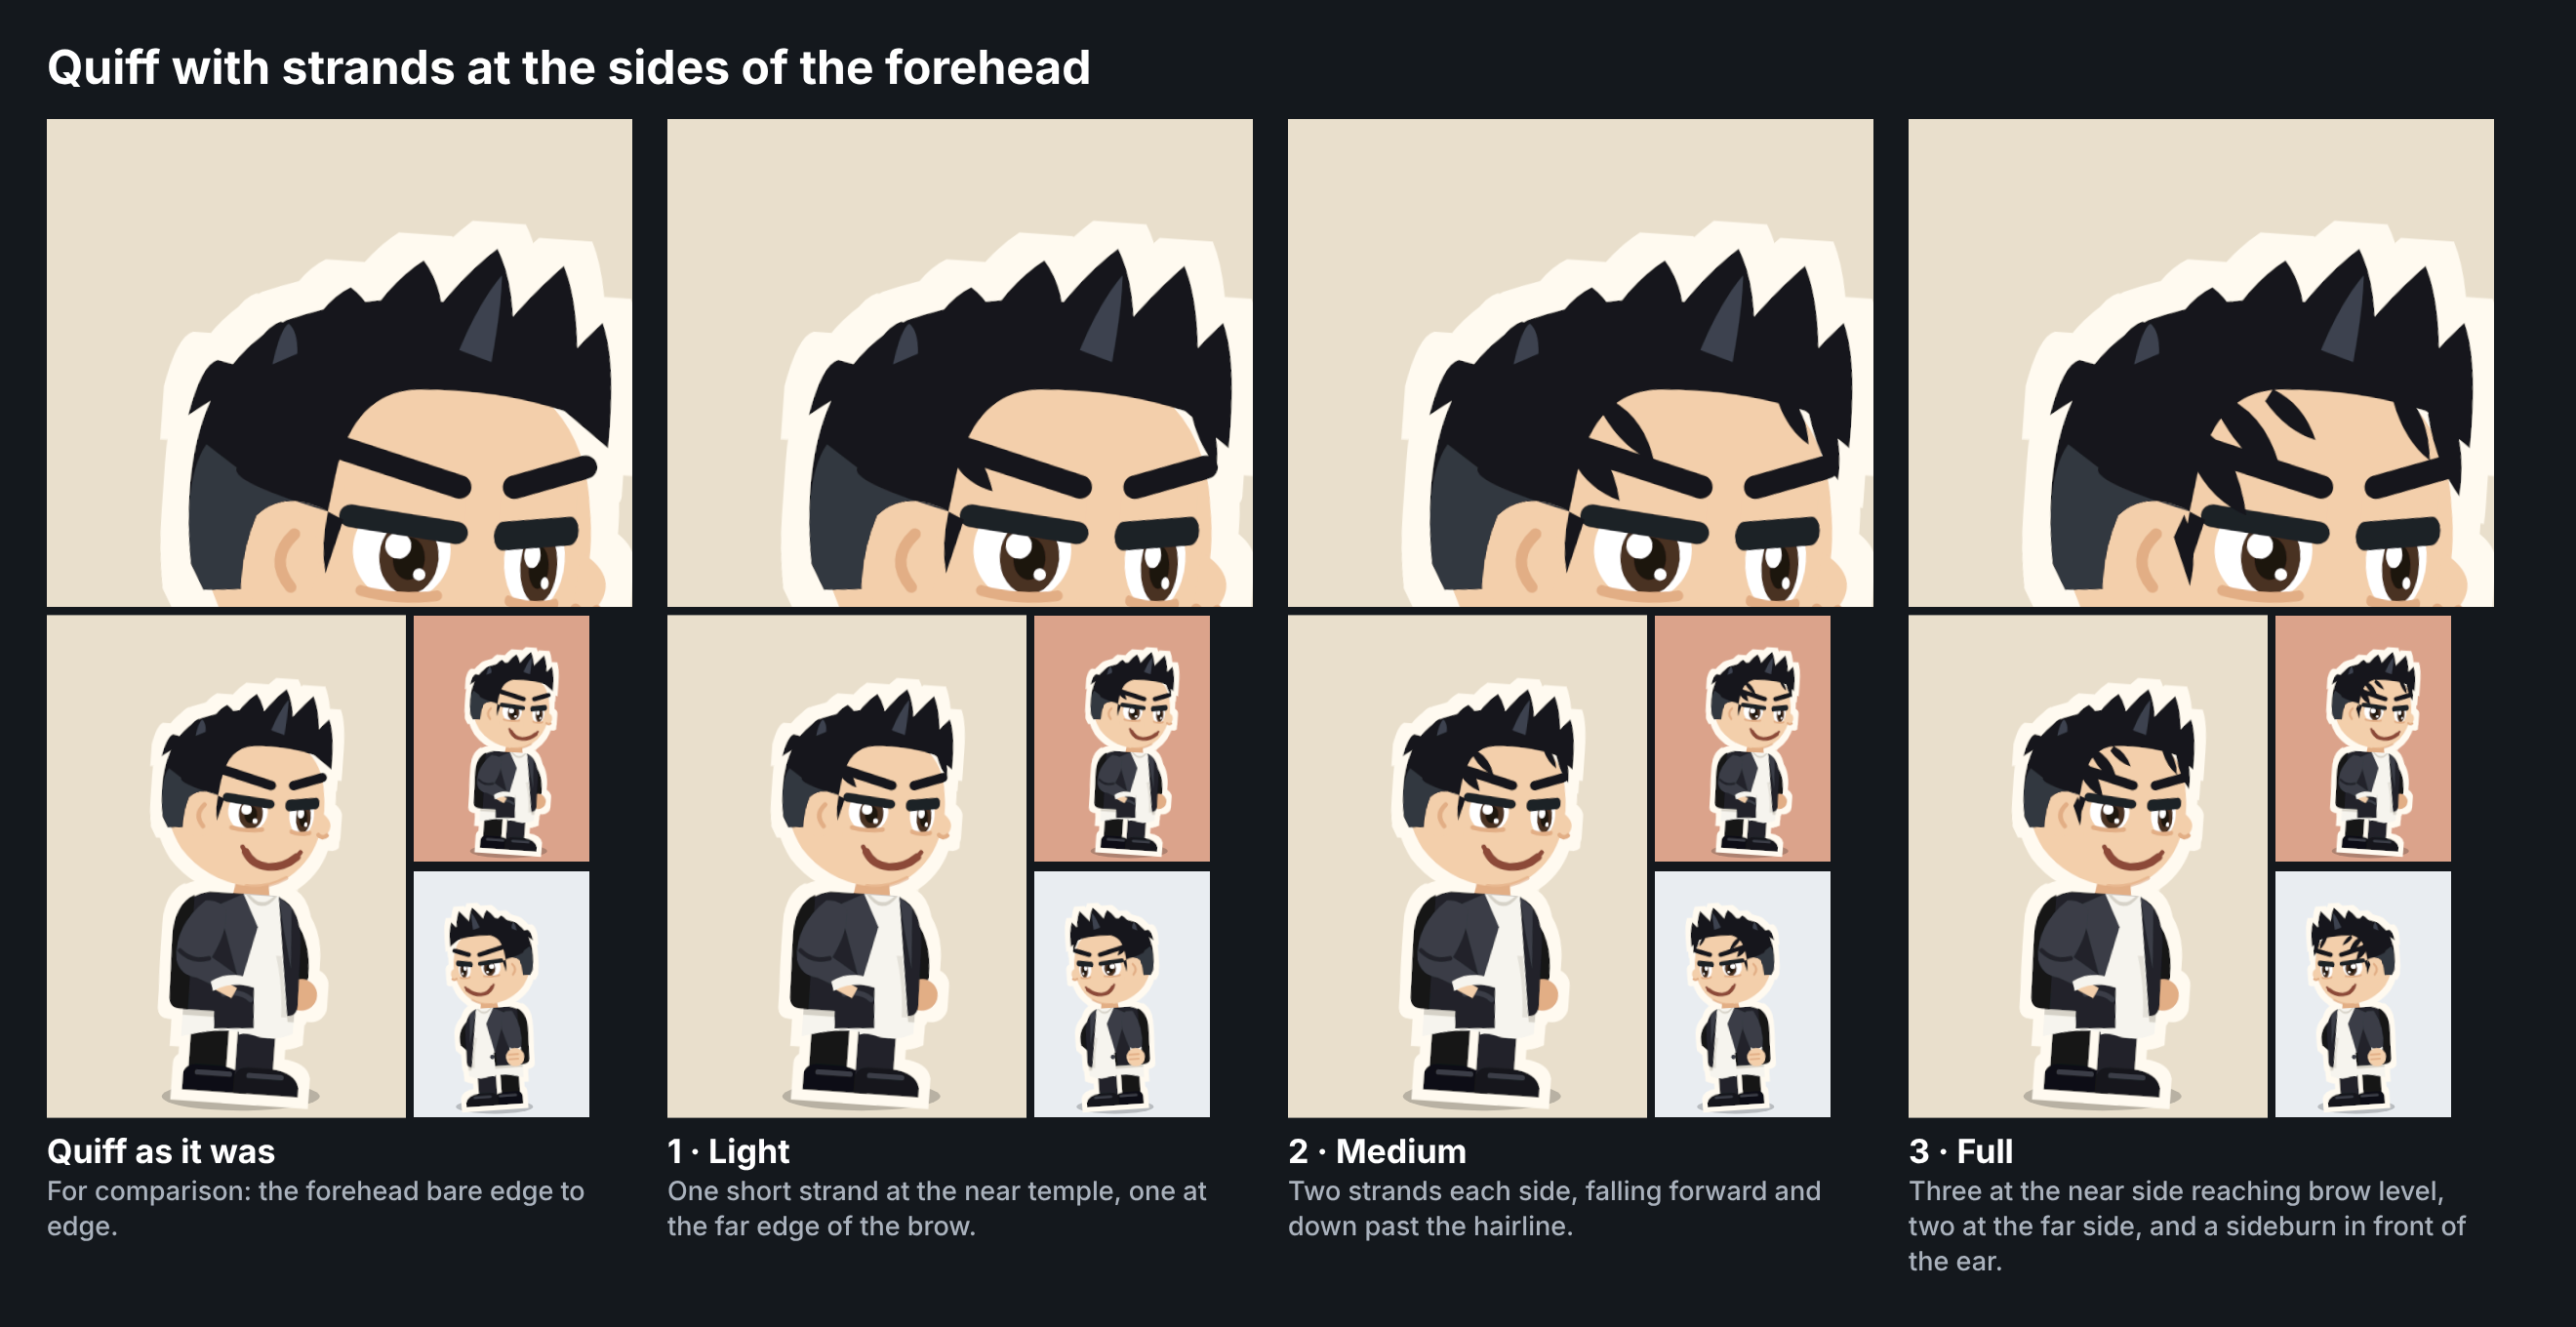 Quiff with strands at the sides of the forehead
Quiff as it was
For comparison: the forehead bare edge to
edge.
1 · Light
One short strand at the near temple, one at
the far edge of the brow.
2 · Medium
Two strands each side, falling forward and
down past the hairline.
3 · Full
Three at the near side reaching brow level,
two at the far side, and a sideburn in front of
the ear.